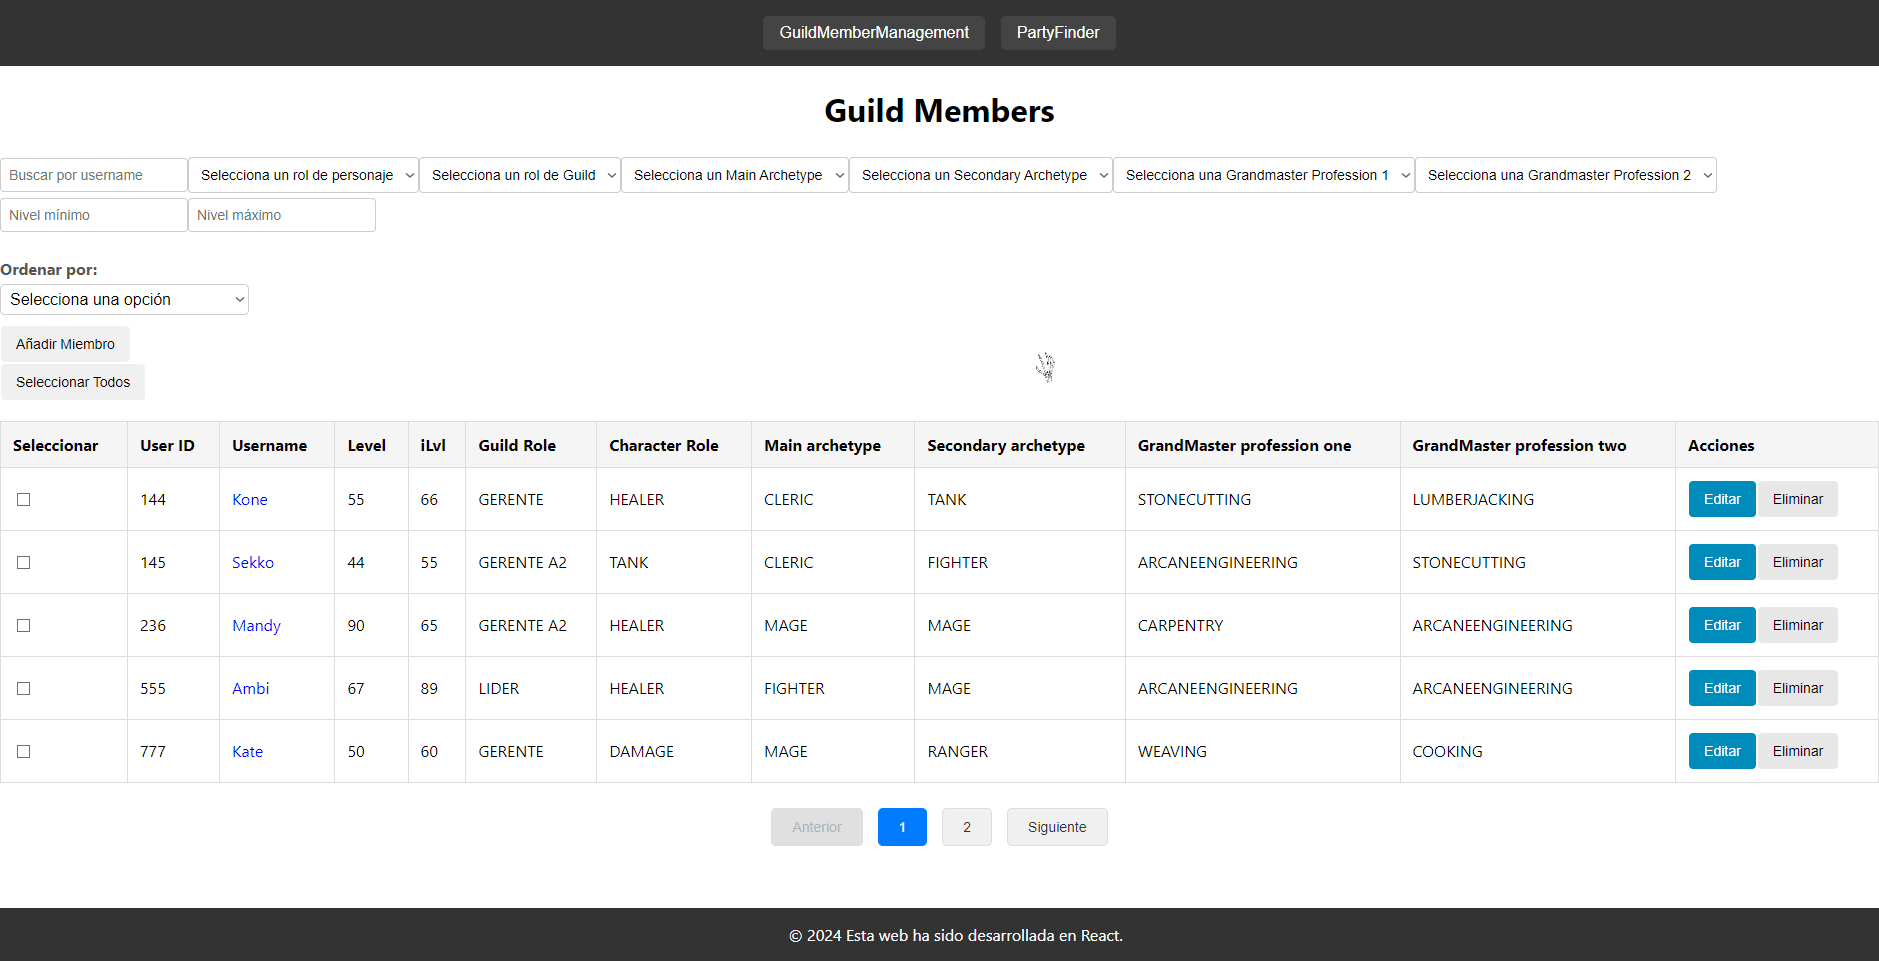 GuildMemberManagement PartyFinder
Guild Members
Buscar por username Selecciona un rol de personaje Selecciona un rol de Guild Selecciona un Main Archetype Selecciona un Secondary Archetype Selecciona una Grandmaster Profession 1 Selecciona una Grandmaster Profession 2
Nivel mínimo Nivel máximo
Ordenar por:
Selecciona una opción
Añadir Miembro
Seleccionar Todos
Seleccionar User ID Username Level iLvl Guild Role Character Role Main archetype Secondary archetype GrandMaster profession one GrandMaster profession two Acciones
144 Kone 55 66 GERENTE HEALER CLERIC TANK STONECUTTING LUMBERJACKING Editar Eliminar
145 Sekko 44 55 GERENTE A2 TANK CLERIC FIGHTER ARCANEENGINEERING STONECUTTING Editar Eliminar
236 Mandy 90 65 GERENTE A2 HEALER MAGE MAGE CARPENTRY ARCANEENGINEERING Editar Eliminar
555 Ambi 67 89 LIDER HEALER FIGHTER MAGE ARCANEENGINEERING ARCANEENGINEERING Editar Eliminar
777 Kate 50 60 GERENTE DAMAGE MAGE RANGER WEAVING COOKING Editar Eliminar
Anterior 1 2 Siguiente
© 2024 Esta web ha sido desarrollada en React.